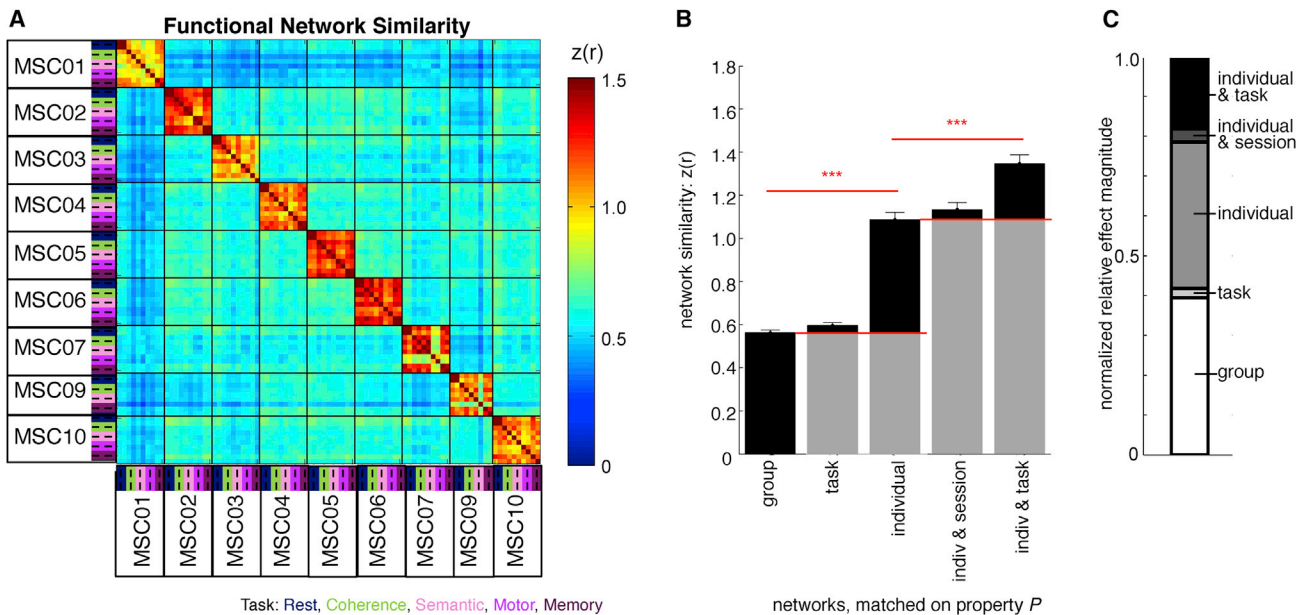 A
Functional Network Similarity
z(r)
MSC01
MSC02
MSC03
MSC04
MSC05
MSC06
MSC07
MSC09
MSC10
1.5
1.0
0.5
0
MSC01
MSC02
MSC03
MSC04
MSC05
MSC06
MSC07
MSC09
MSC10
Task: Rest, Coherence, Semantic, Motor, Memory
B
network similarity: z(r)
1.8
1.6
1.4
1.2
1.0
0.8
0.6
0.4
0.2
0
***
***
group
task
individual
indiv & session
indiv & task
networks, matched on property P
C
normalized relative effect magnitude
1.0
0.5
0
individual
& task
individual
& session
individual
task
group